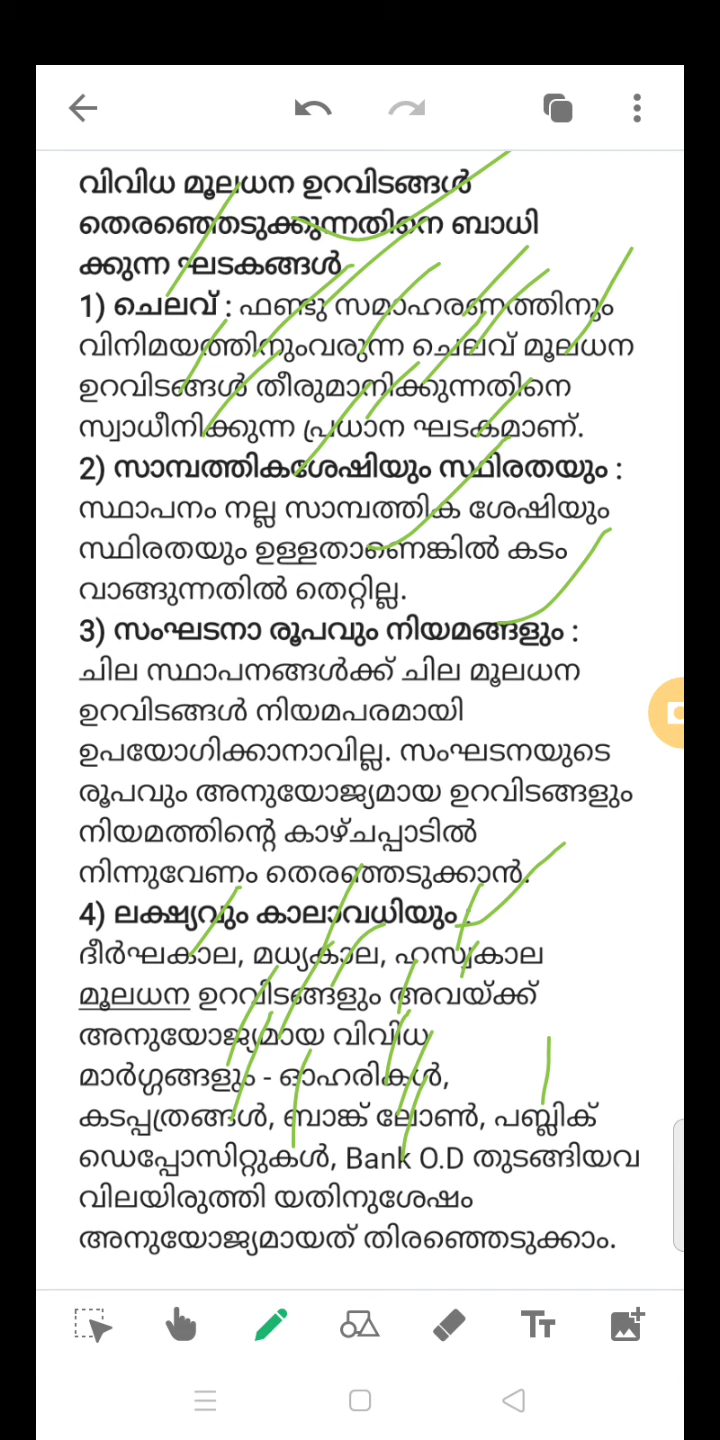 വിവിധ മൂലധന ഉറവിടങ്ങൾ
തെരഞ്ഞെടുക്കുന്നതിനെ ബാധി
ക്കുന്ന ഘടകങ്ങൾ
1) ചെലവ് : ഫണ്ടു സമാഹരണത്തിനും
വിനിമയത്തിനുംവരുന്ന ചെലവ് മൂലധന
ഉറവിടങ്ങൾ തീരുമാനിക്കുന്നതിനെ
സ്വാധീനിക്കുന്ന പ്രധാന ഘടകമാണ്.
2) സാമ്പത്തികശേഷിയും സ്ഥിരതയും :
സ്ഥാപനം നല്ല സാമ്പത്തിക ശേഷിയും
സ്ഥിരതയും ഉള്ളതാണെങ്കിൽ കടം
വാങ്ങുന്നതിൽ തെറ്റില്ല.
3) സംഘടനാ രൂപവും നിയമങ്ങളും :
ചില സ്ഥാപനങ്ങൾക്ക് ചില മൂലധന
ഉറവിടങ്ങൾ നിയമപരമായി
ഉപയോഗിക്കാനാവില്ല. സംഘടനയുടെ
രൂപവും അനുയോജ്യമായ ഉറവിടങ്ങളും
നിയമത്തിന്റെ കാഴ്ചപ്പാടിൽ
നിന്നുവേണം തെരഞ്ഞെടുക്കാൻ.
4) ലക്ഷ്യവും കാലാവധിയും :
ദീർഘകാല, മധ്യകാല, ഹസ്വകാല
മൂലധന ഉറവിടങ്ങളും അവയ്ക്ക്
അനുയോജ്യമായ വിവിധ
മാർഗ്ഗങ്ങളും - ഓഹരികൾ,
കടപ്പത്രങ്ങൾ, ബാങ്ക് ലോൺ, പബ്ലിക്
ഡെപ്പോസിറ്റുകൾ, Bank O.D തുടങ്ങിയവ
വിലയിരുത്തി യതിനുശേഷം
അനുയോജ്യമായത് തിരഞ്ഞെടുക്കാം.
Tт